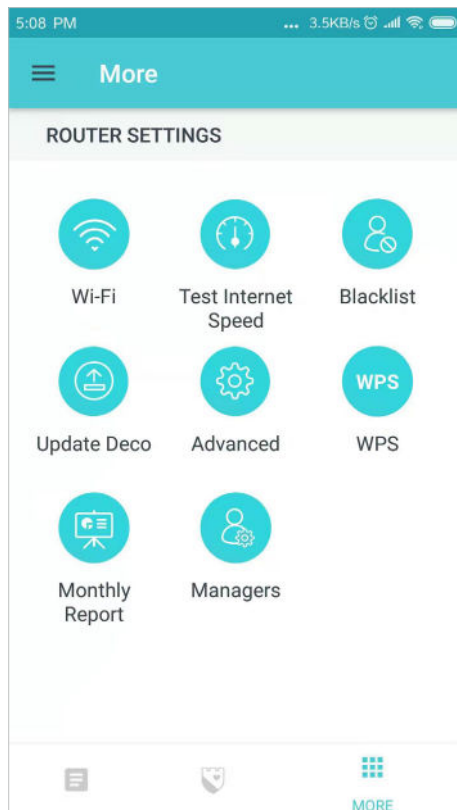 5:08 PM ... 3.5KB/s
More
ROUTER SETTINGS
Wi-Fi
Test Internet
Speed
Blacklist
Update Deco
Advanced
WPS
WPS
Monthly
Report
Managers
MORE